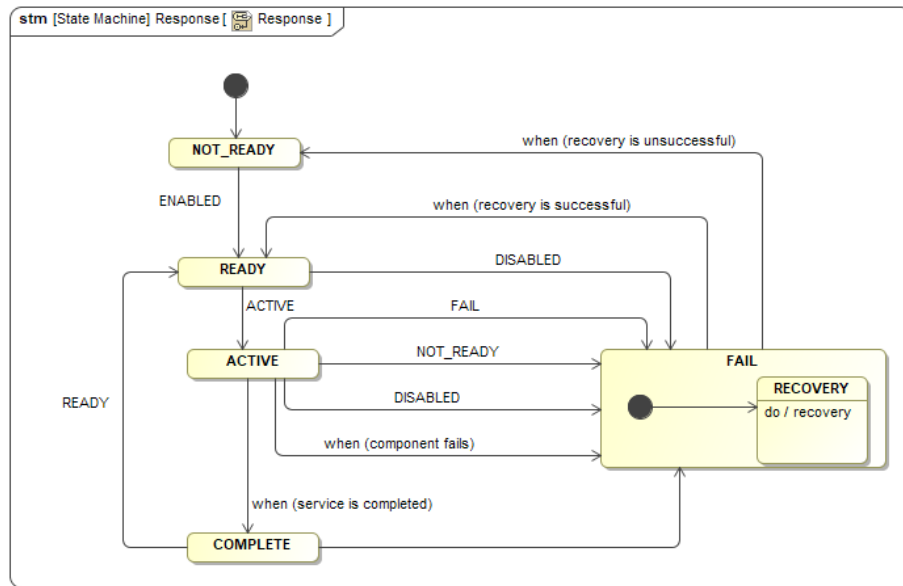 stm [State Machine] Response [ Response ]
NOT_READY
when (recovery is unsuccessful)
ENABLED
when (recovery is successful)
READY
DISABLED
ACTIVE
FAIL
ACTIVE
NOT_READY
FAIL
RECOVERY
do / recovery
READY
DISABLED
when (component fails)
when (service is completed)
COMPLETE